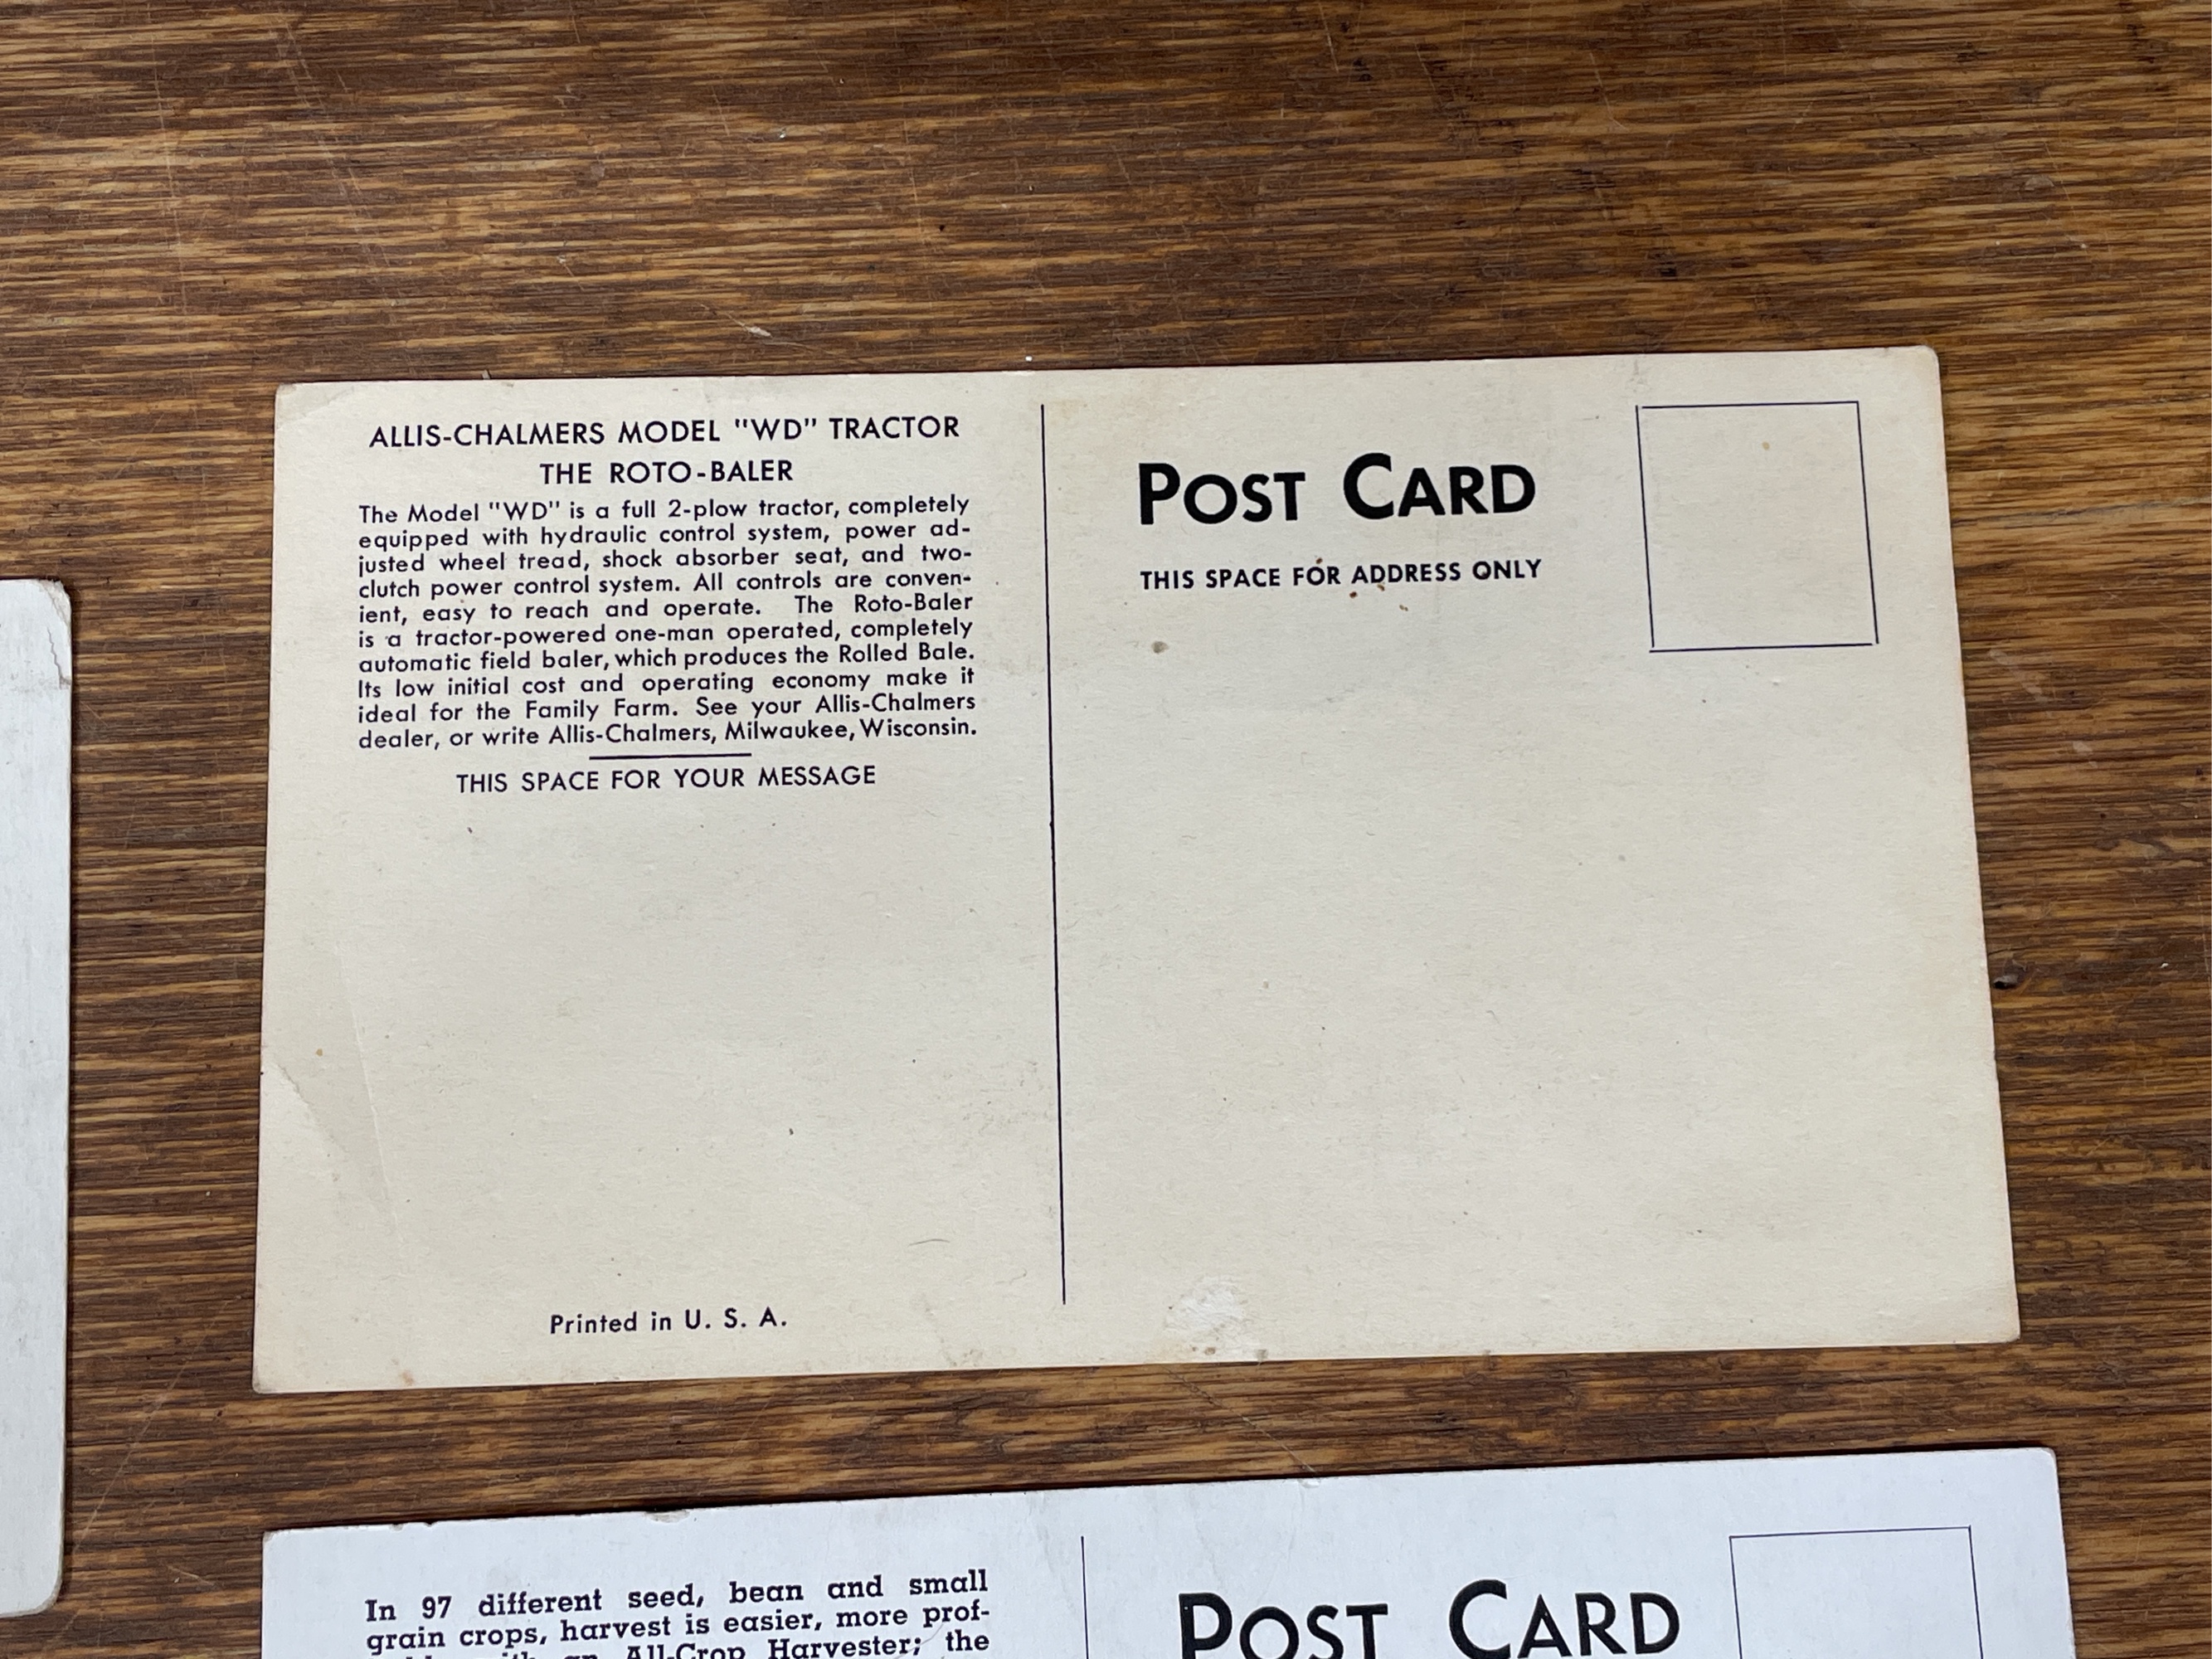 ALLIS-CHALMERS MODEL "WD" TRACTOR
THE ROTO-BALER
The Model "WD" is a full 2-plow tractor, completely
equipped with hydraulic control system, power ad-
justed wheel tread, shock absorber seat, and two-
clutch power control system. All controls are conven-
ient, easy to reach and operate. The Roto-Baler
is a tractor-powered one-man operated, completely
automatic field baler, which produces the Rolled Bale.
Its low initial cost and operating economy make it
ideal for the Family Farm. See your Allis-Chalmers
dealer, or write Allis-Chalmers, Milwaukee, Wisconsin.
THIS SPACE FOR YOUR MESSAGE
Printed in U. S. A.
POST CARD
THIS SPACE FOR ADDRESS ONLY
In 97 different seed, bean and small
grain crops, harvest is easier, more prof-
an All-Crop Harvester; the
POST CARD